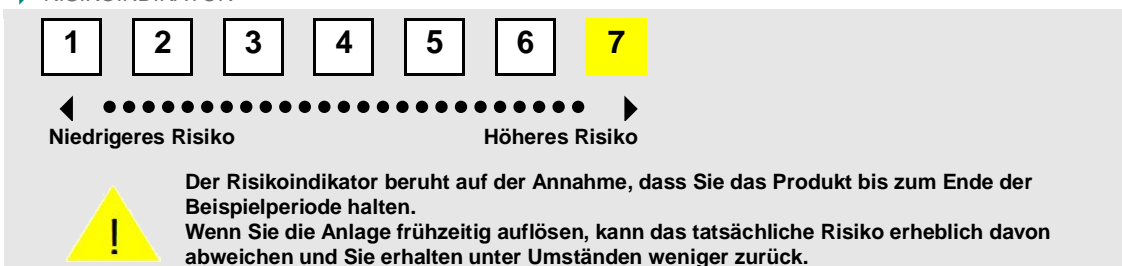 RISIKOINDIKATOR
1 2 3 4 5 6 7
Niedrigeres Risiko Höheres Risiko
Der Risikoindikator beruht auf der Annahme, dass Sie das Produkt bis zum Ende der
Beispielperiode halten.
Wenn Sie die Anlage frühzeitig auflösen, kann das tatsächliche Risiko erheblich davon
abweichen und Sie erhalten unter Umständen weniger zurück.
!